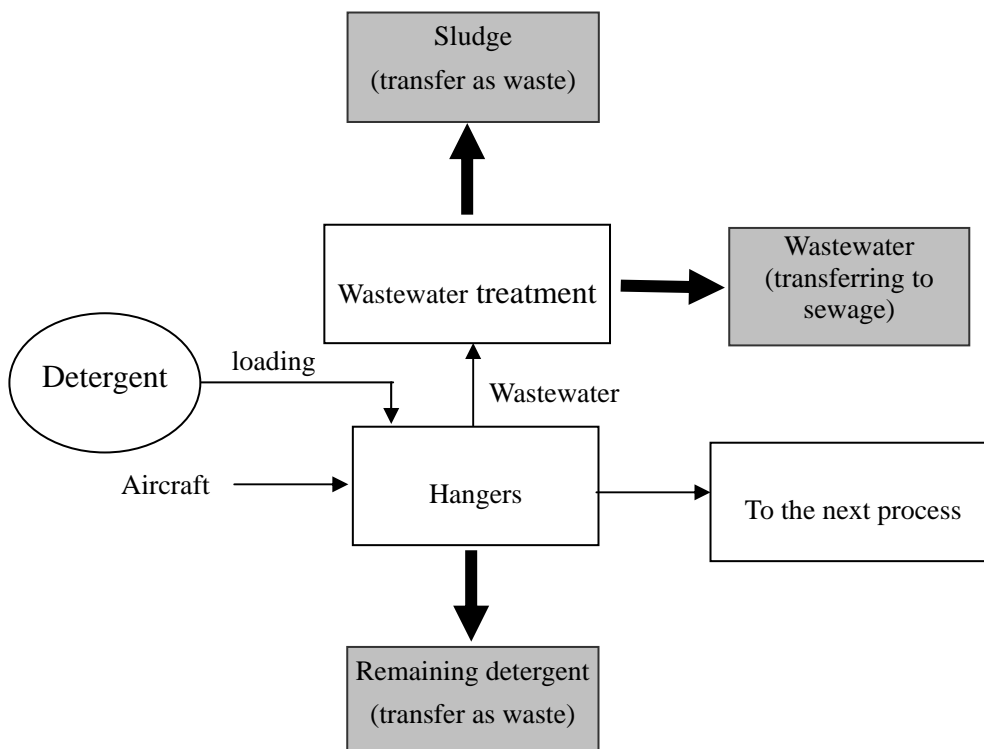 Sludge
(transfer as waste)
Wastewater treatment
Wastewater
(transferring to
sewage)
Detergent
loading
Wastewater
Aircraft
Hangers
To the next process
Remaining detergent
(transfer as waste)